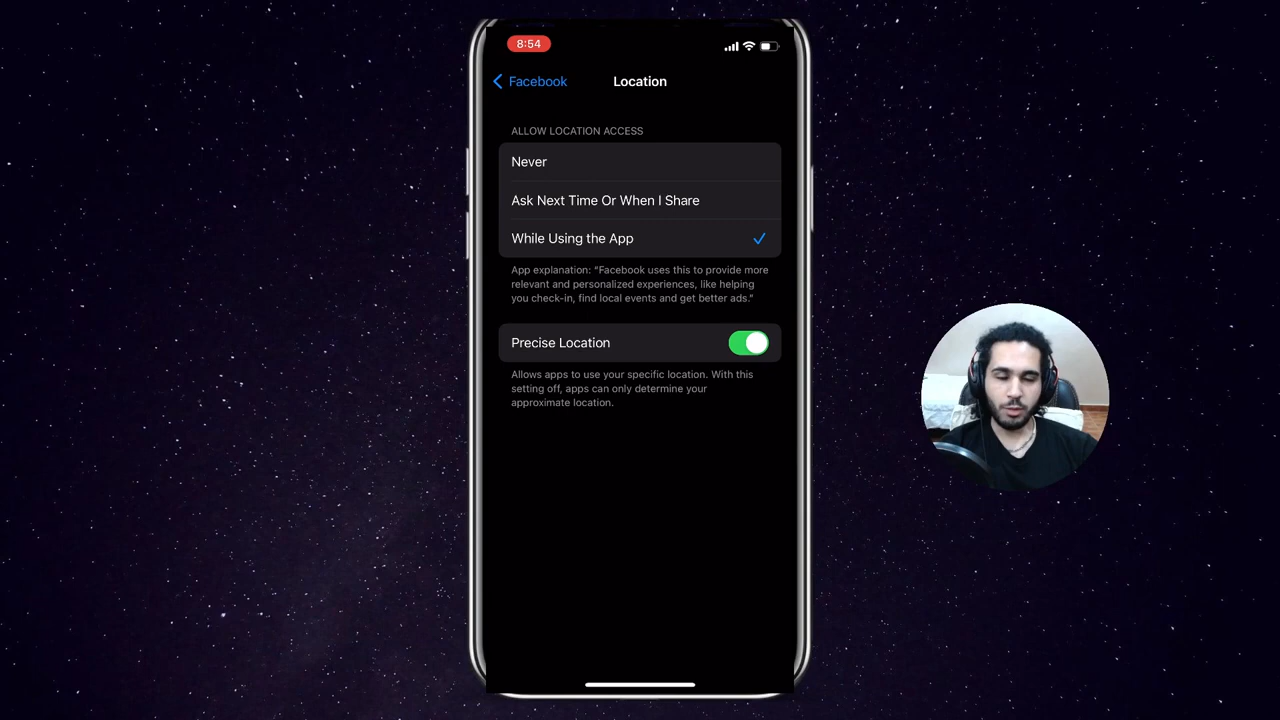 8:54
Facebook
Location
ALLOW LOCATION ACCESS
Never
Ask Next Time Or When I Share
While Using the App
App explanation: “Facebook uses this to provide more
relevant and personalized experiences, like helping
you check-in, find local events and get better ads.”
Precise Location
Allows apps to use your specific location. With this
setting off, apps can only determine your
approximate location.